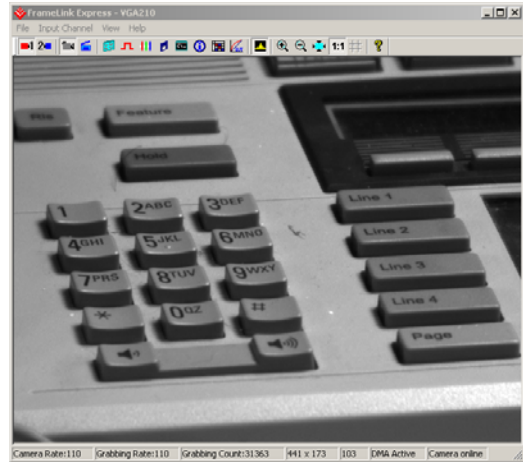 FrameLink Express - VGA210
File Input Channel View Help
1 2 1:1 ?
Rls Feature
Hold
1 2ABC 3DEF Line 1
4GHI 5JKL 6MNO Line 2
7PRS 8TUV 9WXY Line 3
* 0QZ # Line 4
Page
Camera Rate:110 Grabbing Rate:110 Grabbing Count:31363 441 x 173 103 DMA Active Camera online